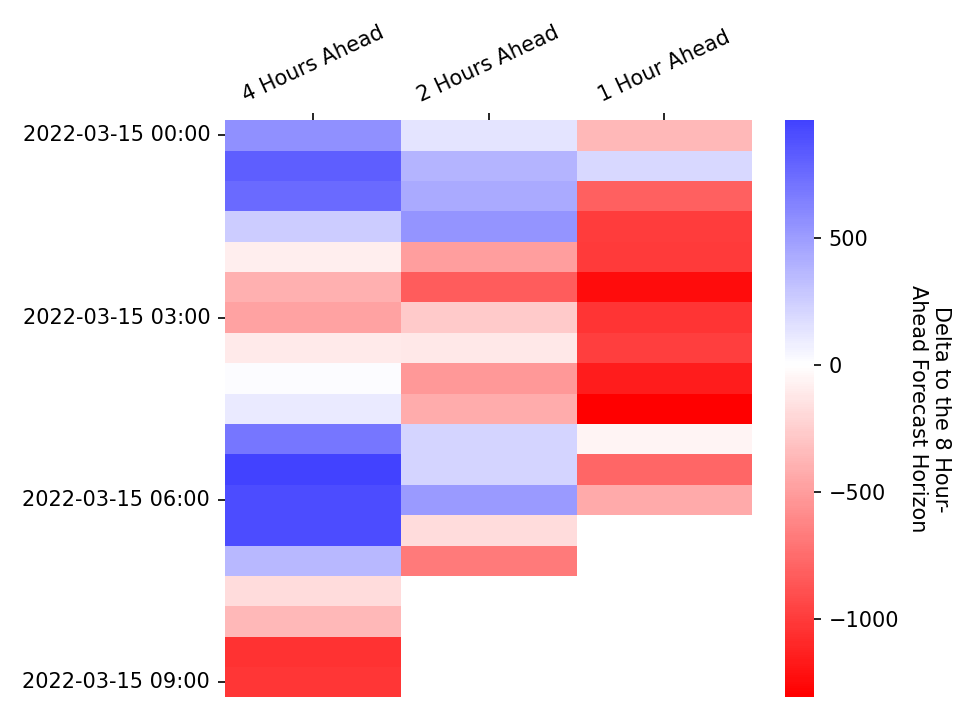 4 Hours Ahead
2 Hours Ahead
1 Hour Ahead
2022-03-15 00:00
2022-03-15 03:00
2022-03-15 06:00
2022-03-15 09:00
500
0
−500
−1000
Delta to the 8 Hour-
Ahead Forecast Horizon